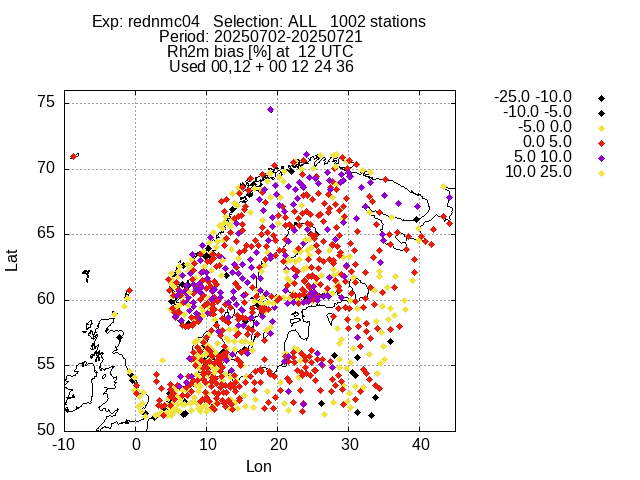 Exp: rednmc04   Selection: ALL   1002 stations
Period: 20250702-20250721
Rh2m bias [%] at  12 UTC
Used 00,12 + 00 12 24 36
-25.0 -10.0
-10.0 -5.0
-5.0 0.0
0.0 5.0
5.0 10.0
10.0 25.0
75
70
65
60
55
50
Lat
-10 0 10 20 30 40
Lon